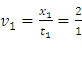 v₁ = x₁/t₁ = 2/1